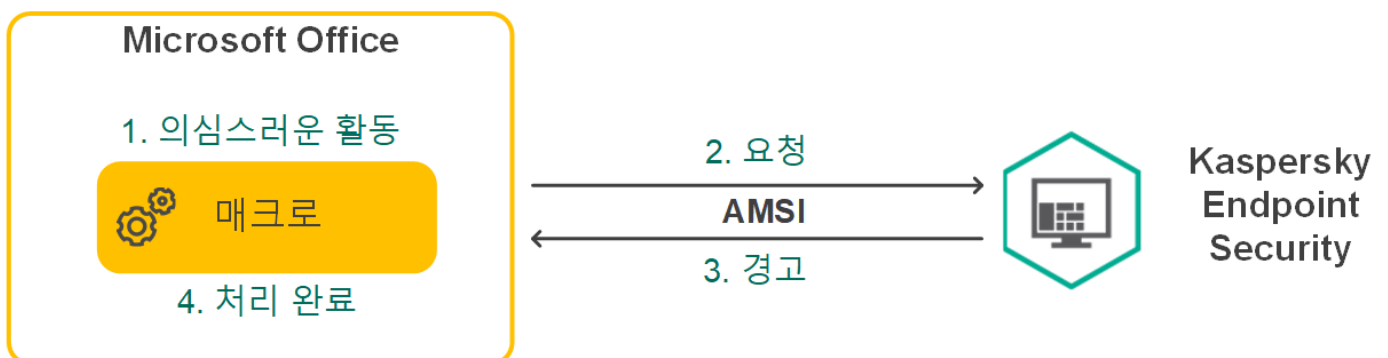 Microsoft Office
1. 의심스러운 활동
매크로
4. 처리 완료
2. 요청
AMSI
3. 경고
Kaspersky
Endpoint
Security